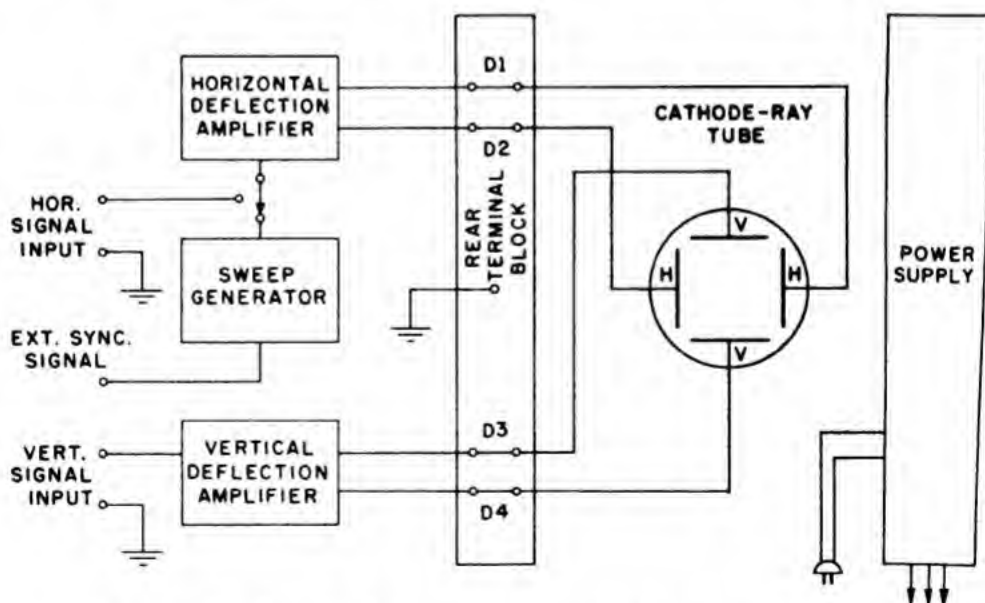 HORIZONTAL
DEFLECTION
AMPLIFIER
D1
D2
CATHODE-RAY
TUBE
HOR.
SIGNAL
INPUT
SWEEP
GENERATOR
EXT. SYNC.
SIGNAL
REAR
TERMINAL
BLOCK
V
H
H
V
POWER
SUPPLY
VERT.
SIGNAL
INPUT
VERTICAL
DEFLECTION
AMPLIFIER
D3
D4